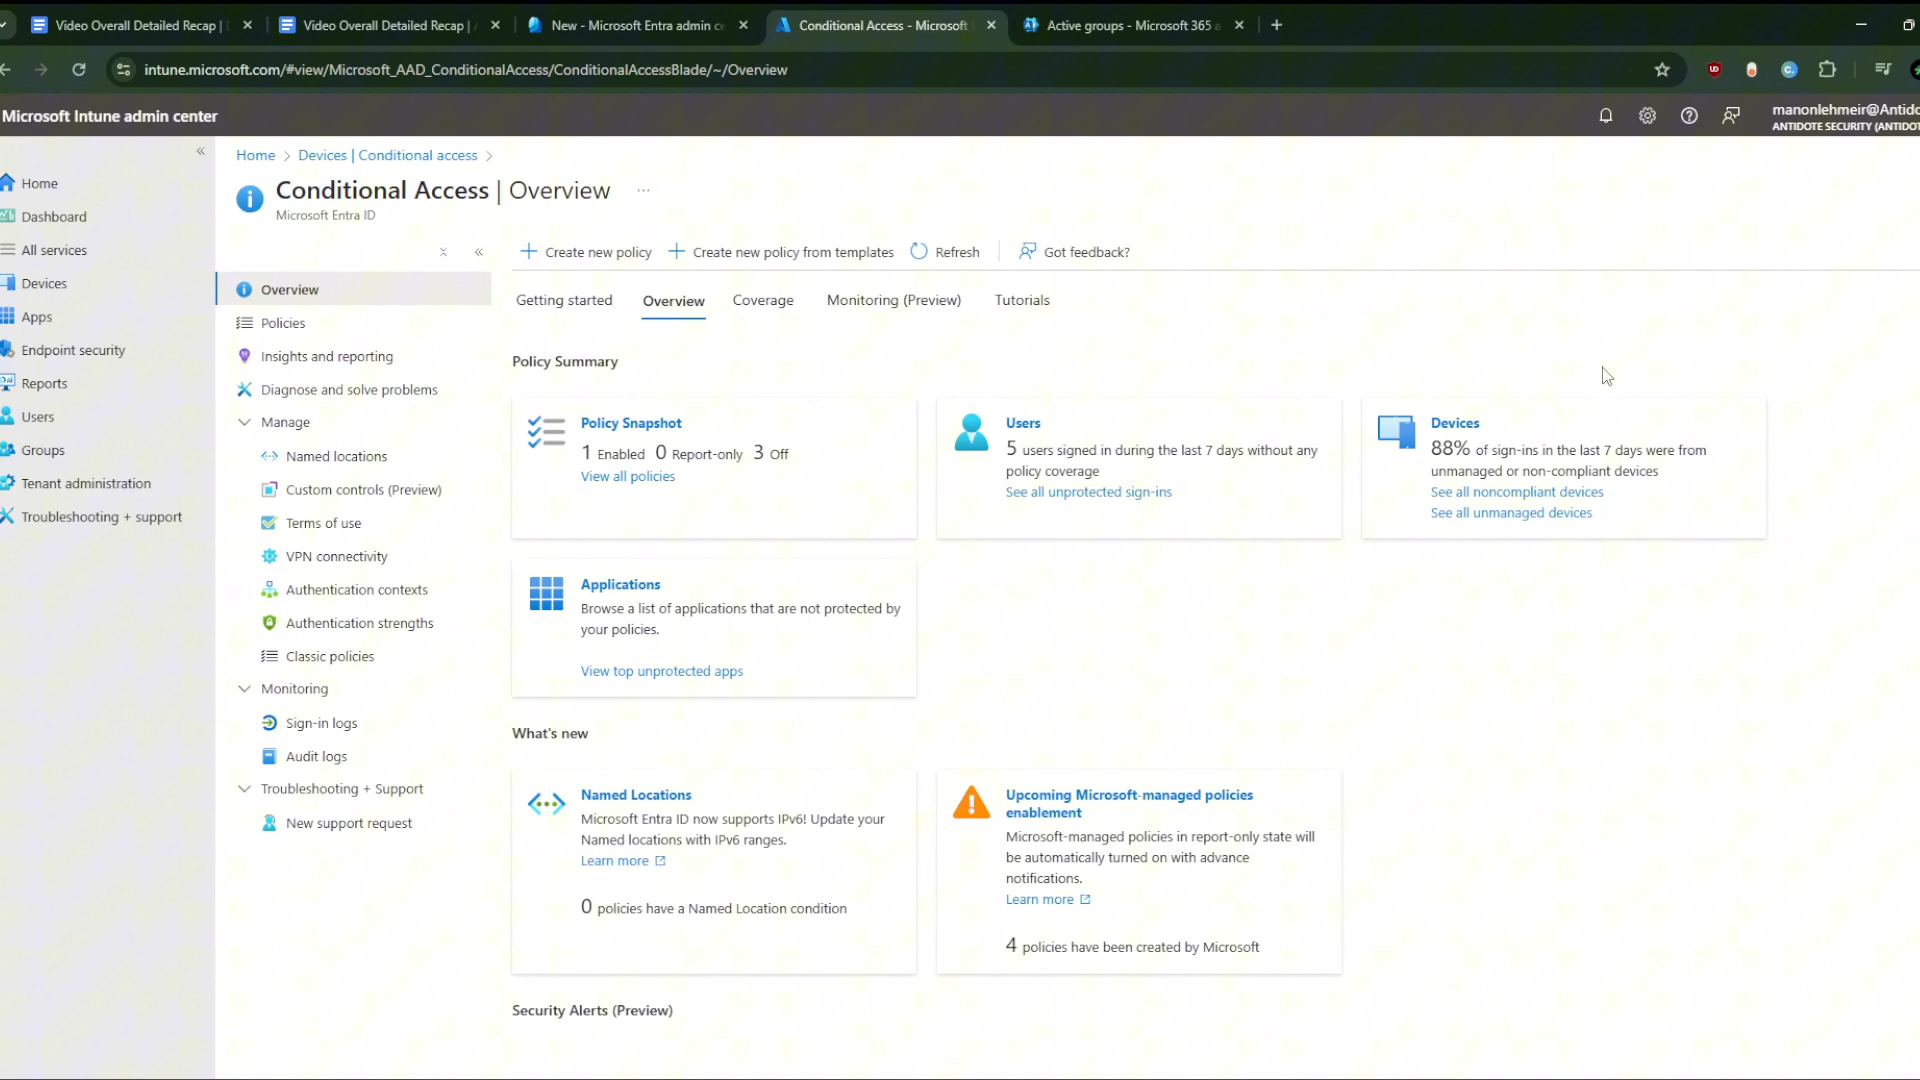 Video Overall Detailed Recap |
Video Overall Detailed Recap |
New - Microsoft Entra admin ce
Conditional Access - Microsoft
Active groups - Microsoft 365 a
intune.microsoft.com/#view/Microsoft_AAD_ConditionalAccess/ConditionalAccessBlade/~/Overview
Microsoft Intune admin center
manonlehmeir@Antido
ANTIDOTE SECURITY (ANTIDOT
Home
Dashboard
All services
Devices
Apps
Endpoint security
Reports
Users
Groups
Tenant administration
Troubleshooting + support
Home > Devices | Conditional access >
Conditional Access | Overview ...
Microsoft Entra ID
Overview
Policies
Insights and reporting
Diagnose and solve problems
Manage
Named locations
Custom controls (Preview)
Terms of use
VPN connectivity
Authentication contexts
Authentication strengths
Classic policies
Monitoring
Sign-in logs
Audit logs
Troubleshooting + Support
New support request
Create new policy
Create new policy from templates
Refresh
Got feedback?
Getting started
Overview
Coverage
Monitoring (Preview)
Tutorials
Policy Summary
Policy Snapshot
1 Enabled 0 Report-only 3 Off
View all policies
Users
5 users signed in during the last 7 days without any
policy coverage
See all unprotected sign-ins
Devices
88% of sign-ins in the last 7 days were from
unmanaged or non-compliant devices
See all noncompliant devices
See all unmanaged devices
Applications
Browse a list of applications that are not protected by
your policies.
View top unprotected apps
What's new
Named Locations
Microsoft Entra ID now supports IPv6! Update your
Named locations with IPv6 ranges.
Learn more
0 policies have a Named Location condition
Upcoming Microsoft-managed policies
enablement
Microsoft-managed policies in report-only state will
be automatically turned on with advance
notifications.
Learn more
4 policies have been created by Microsoft
Security Alerts (Preview)